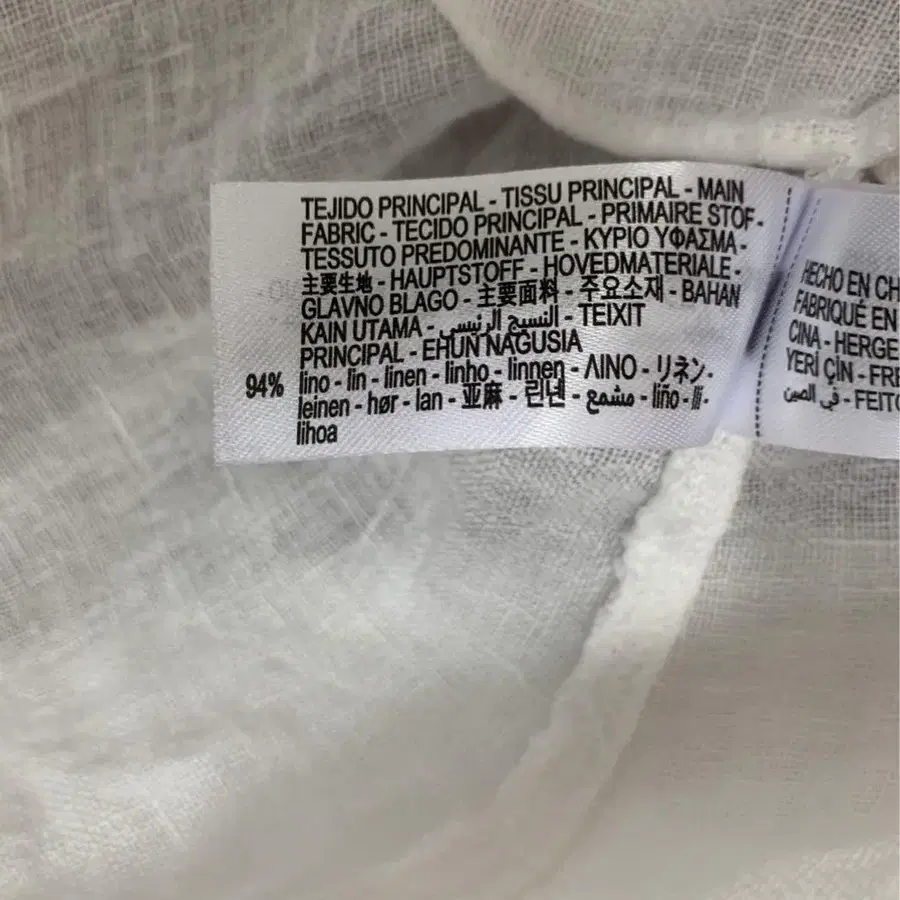 TEJIDO PRINCIPAL - TISSU PRINCIPAL - MAIN
FABRIC - TECIDO PRINCIPAL - PRIMAIRE STOF-
TESSUTO PREDOMINANTE - ΚΥΡΙΟ ΥΦΑΣΜΑ-
主要生地 - HAUPTSTOFF - HOVEDMATERIALE -
GLAVNO BLAGO - 主要面料 - 주요소재 - BAHAN
KAIN UTAMA - النسيج الرئيسي - TEIXIT
PRINCIPAL - EHUN NAGUSIA
94% lino - lin - linen - linho - linnen - ΛΙΝΟ - リネン -
leinen - hør - lan - 亚麻 - 린넨 - مشمع - liño - lli-
lihoa
HECHO EN CH
FABRIQUÉ EN
CINA - HERGE
YERİ ÇİN - FRE
في الصين - FEITO